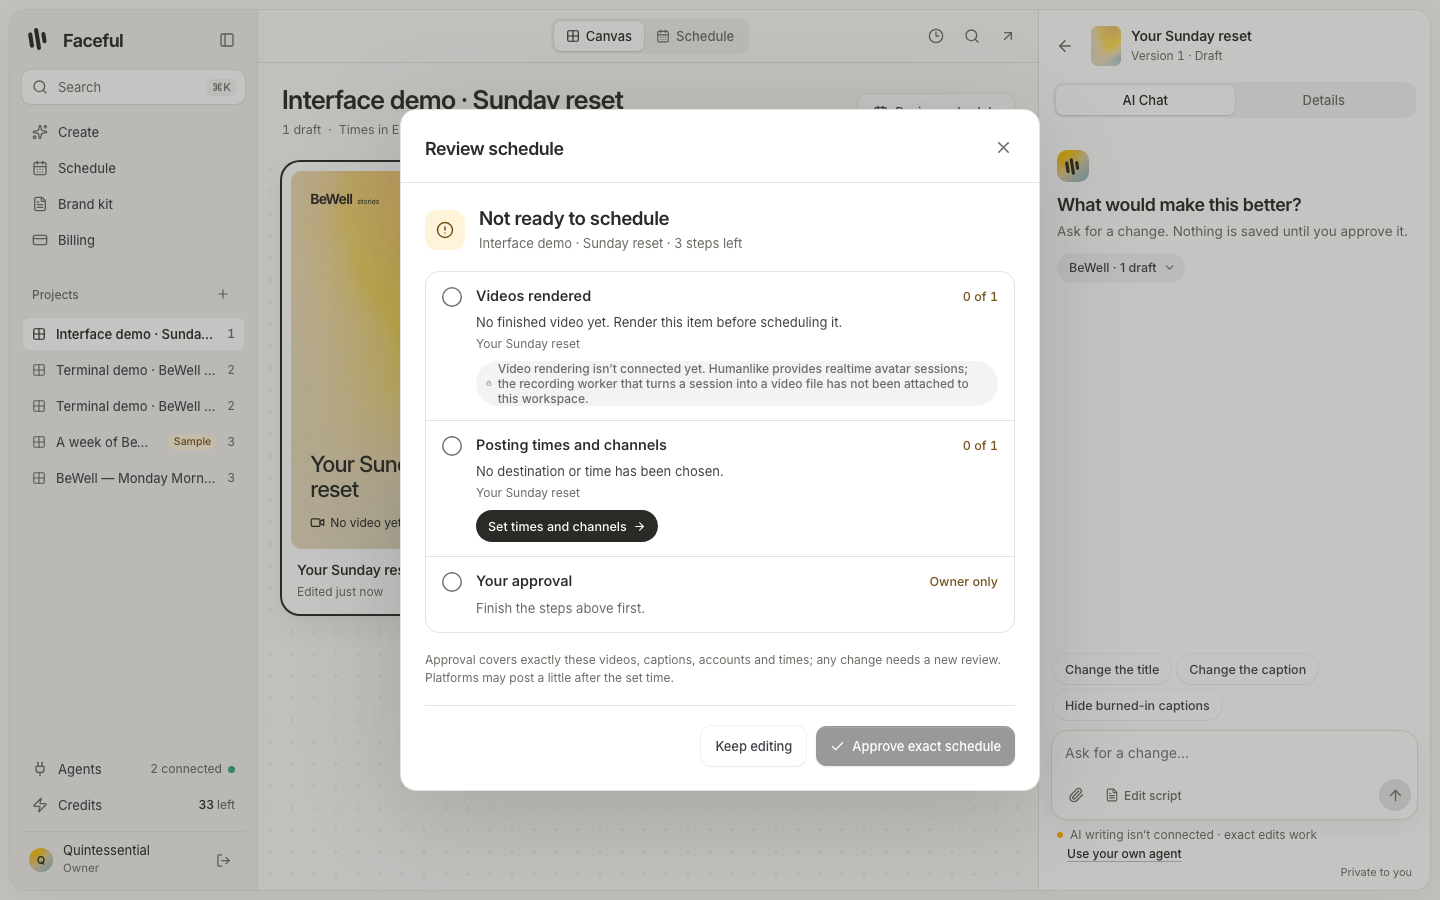 Faceful
Search
⌘K
Create
Schedule
Brand kit
Billing
Projects
Interface demo · Sunda... 1
Terminal demo · BeWell ... 2
Terminal demo · BeWell ... 2
A week of Be... Sample 3
BeWell — Monday Morn... 3
Agents 2 connected
Credits 33 left
Q
Quintessential
Owner
Canvas
Schedule
Interface demo · Sunday reset
1 draft · Times in E
BeWell stories
Your Sun
reset
No video yet
Your Sunday res
Edited just now
Review schedule
Not ready to schedule
Interface demo · Sunday reset · 3 steps left
Videos rendered 0 of 1
No finished video yet. Render this item before scheduling it.
Your Sunday reset
Video rendering isn't connected yet. Humanlike provides realtime avatar sessions;
the recording worker that turns a session into a video file has not been attached to
this workspace.
Posting times and channels 0 of 1
No destination or time has been chosen.
Your Sunday reset
Set times and channels →
Your approval Owner only
Finish the steps above first.
Approval covers exactly these videos, captions, accounts and times; any change needs a new review.
Platforms may post a little after the set time.
Keep editing
Approve exact schedule
Your Sunday reset
Version 1 · Draft
AI Chat
Details
What would make this better?
Ask for a change. Nothing is saved until you approve it.
BeWell · 1 draft
Change the title
Change the caption
Hide burned-in captions
Ask for a change...
Edit script
AI writing isn't connected · exact edits work
Use your own agent
Private to you